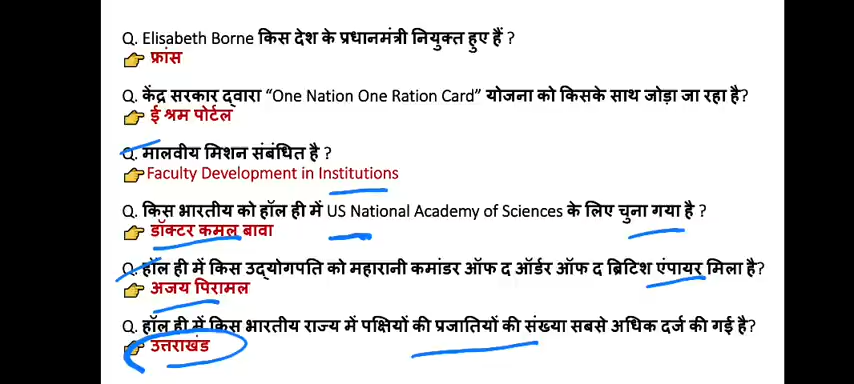 Q. Elisabeth Borne किस देश के प्रधानमंत्री नियुक्त हुए हैं ?
👉 फ्रांस
Q. केंद्र सरकार द्वारा “One Nation One Ration Card” योजना को किसके साथ जोड़ा जा रहा है?
👉 ई श्रम पोर्टल
Q. मालवीय मिशन संबंधित है ?
👉 Faculty Development in Institutions
Q. किस भारतीय को हॉल ही में US National Academy of Sciences के लिए चुना गया है ?
👉 डॉक्टर कमल बावा
Q. हॉल ही में किस उद्योगपति को महारानी कमांडर ऑफ द ऑर्डर ऑफ द ब्रिटिश एंपायर मिला है?
👉 अजय पिरामल
Q. हॉल ही में किस भारतीय राज्य में पक्षियों की प्रजातियों की संख्या सबसे अधिक दर्ज की गई है?
👉 उत्तराखंड